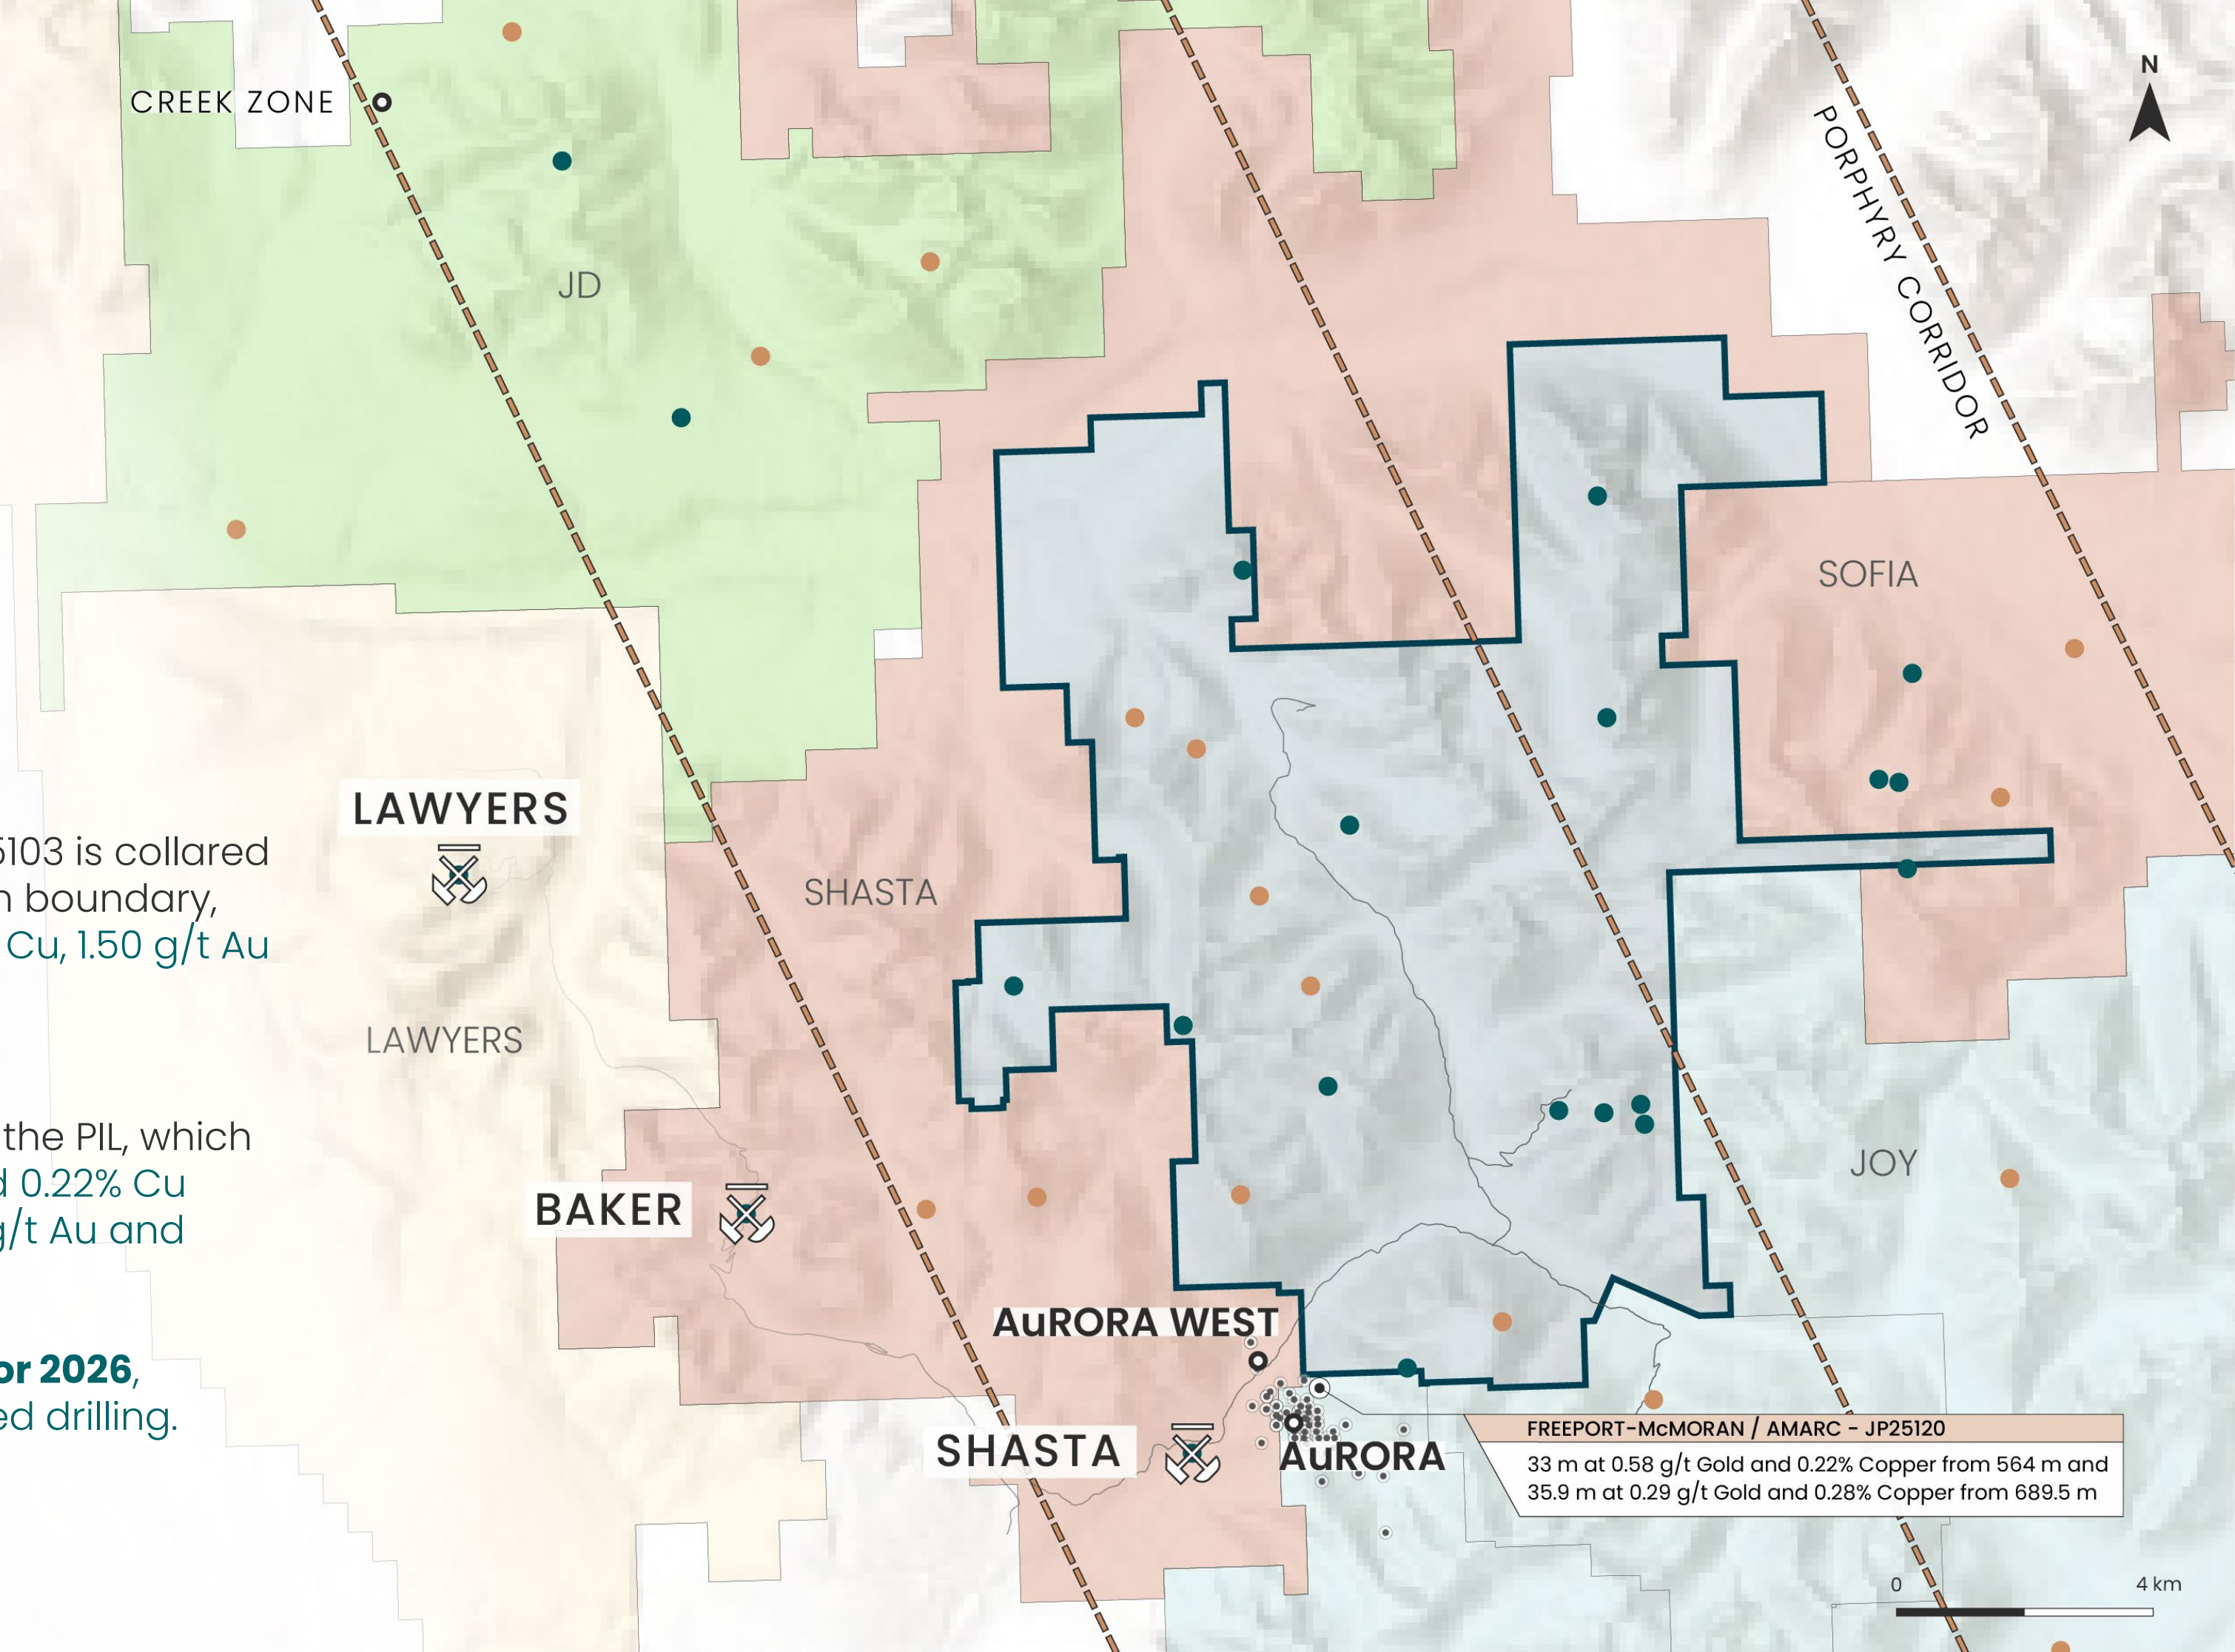 N
CREEK ZONE
PORPHYRY CORRIDOR
JD
SOFIA
LAWYERS
5103 is collared
boundary,
Cu, 1.50 g/t Au
SHASTA
LAWYERS
the PIL, which
0.22% Cu
g/t Au and
JOY
BAKER
AuRORA WEST
or 2026,
ed drilling.
SHASTA
AuRORA
FREEPORT-McMORAN / AMARC - JP25120
33 m at 0.58 g/t Gold and 0.22% Copper from 564 m and
35.9 m at 0.29 g/t Gold and 0.28% Copper from 689.5 m
0 4 km